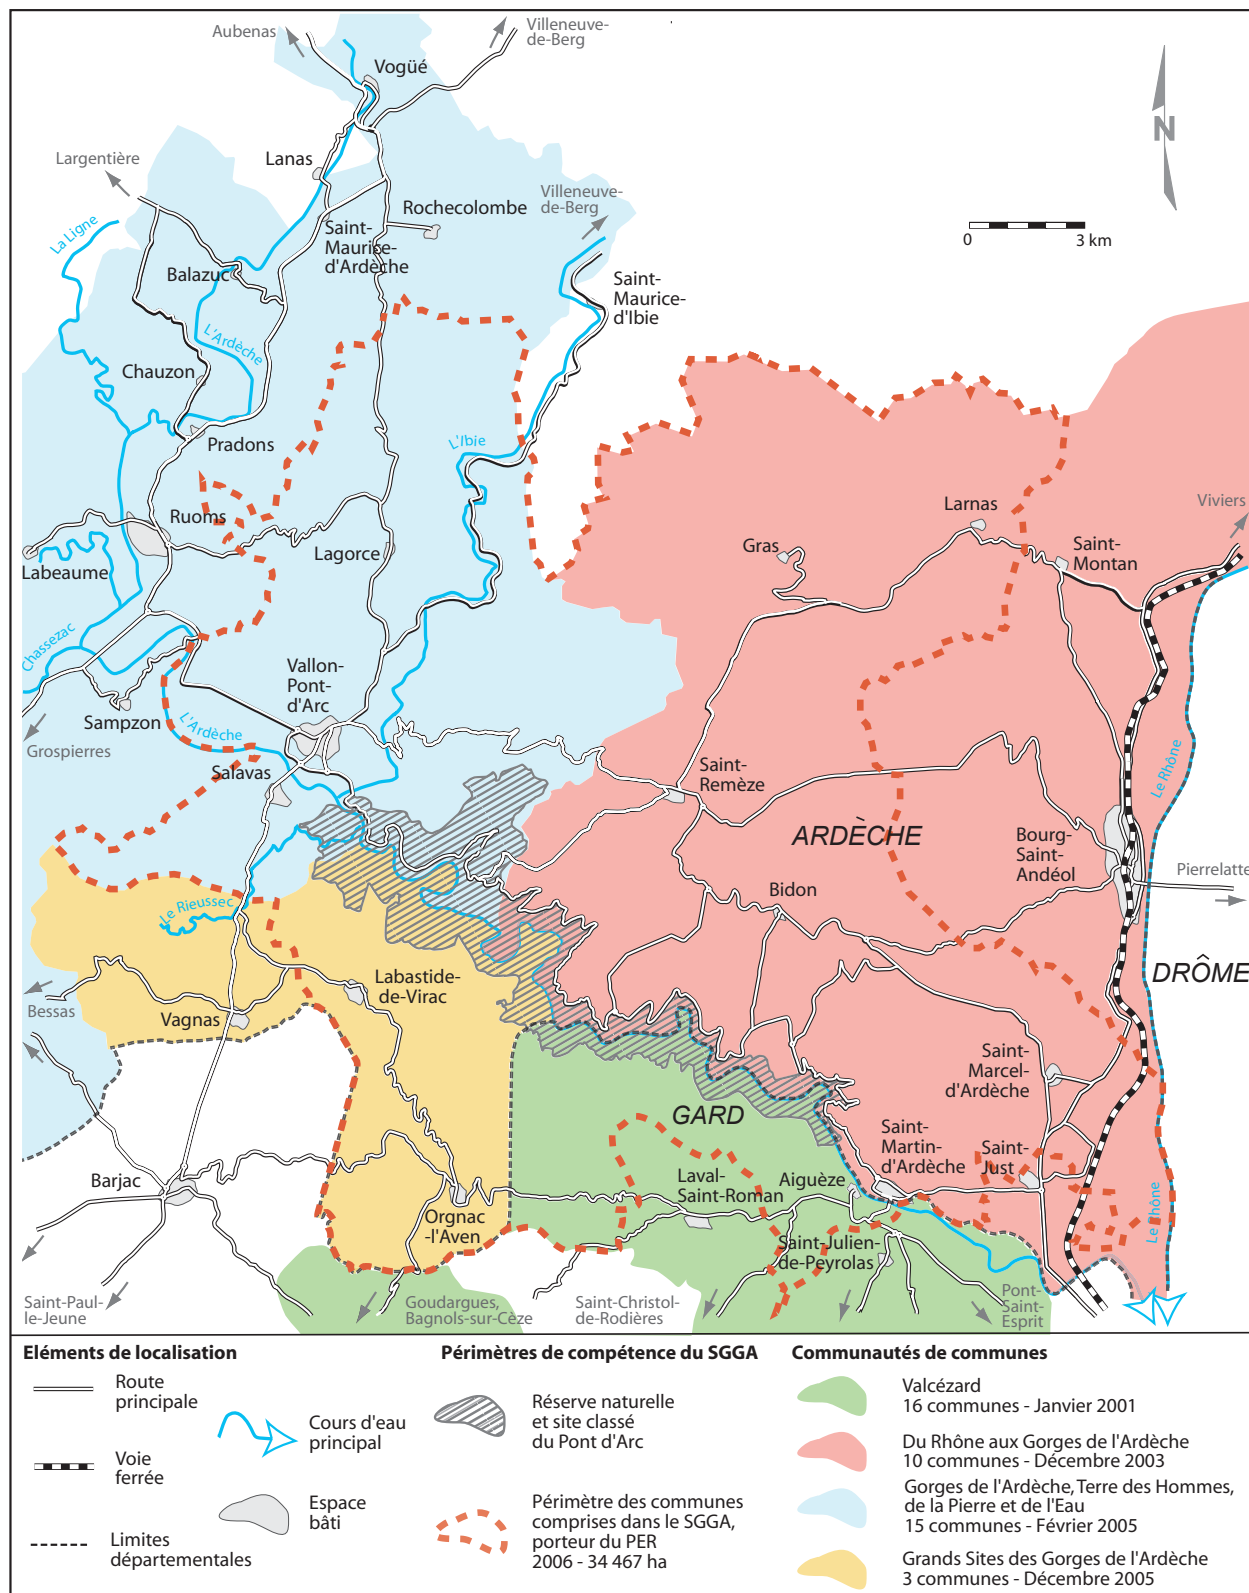 Aubenas
Villeneuve-
de-Berg
Vogüé
N
Largentière
Lanas
Villeneuve-
de-Berg
Rochecolombe
La Ligne
Saint-
Maurice-
d'Ardèche
0
3 km
Balazuc
Saint-
Maurice-
d'Ibie
L'Ardèche
Chauzon
Pradons
L'Ibie
Ruoms
Larnas
Viviers
Lagorce
Gras
Saint-
Montan
Labeaume
Chassezac
Vallon-
Pont-
d'Arc
Sampzon
L'Ardèche
Grospierres
Salavas
Saint-
Remèze
Le Rhône
ARDÈCHE
Bourg-
Saint-
Andéol
Pierrelatte
Le Rieussec
Bidon
DRÔME
Labastide-
de-Virac
Bessas
Vagnas
Saint-
Marcel-
d'Ardèche
GARD
Saint-
Martin-
d'Ardèche
Saint-
Just
Barjac
Laval-
Saint-Roman
Aiguèze
Orgnac
-l'Aven
Le Rhône
Saint-Julien-
de-Peyrolas
Saint-Paul-
le-Jeune
Goudargues,
Bagnols-sur-Cèze
Saint-Christol-
de-Rodières
Pont-
Saint-
Esprit
Eléments de localisation
Route
principale
Cours d'eau
principal
Voie
ferrée
Espace
bâti
Limites
départementales
Périmètres de compétence du SGGA
Réserve naturelle
et site classé
du Pont d'Arc
Périmètre des communes
comprises dans le SGGA,
porteur du PER
2006 - 34 467 ha
Communautés de communes
Valcézard
16 communes - Janvier 2001
Du Rhône aux Gorges de l'Ardèche
10 communes - Décembre 2003
Gorges de l'Ardèche, Terre des Hommes,
de la Pierre et de l'Eau
15 communes - Février 2005
Grands Sites des Gorges de l'Ardèche
3 communes - Décembre 2005